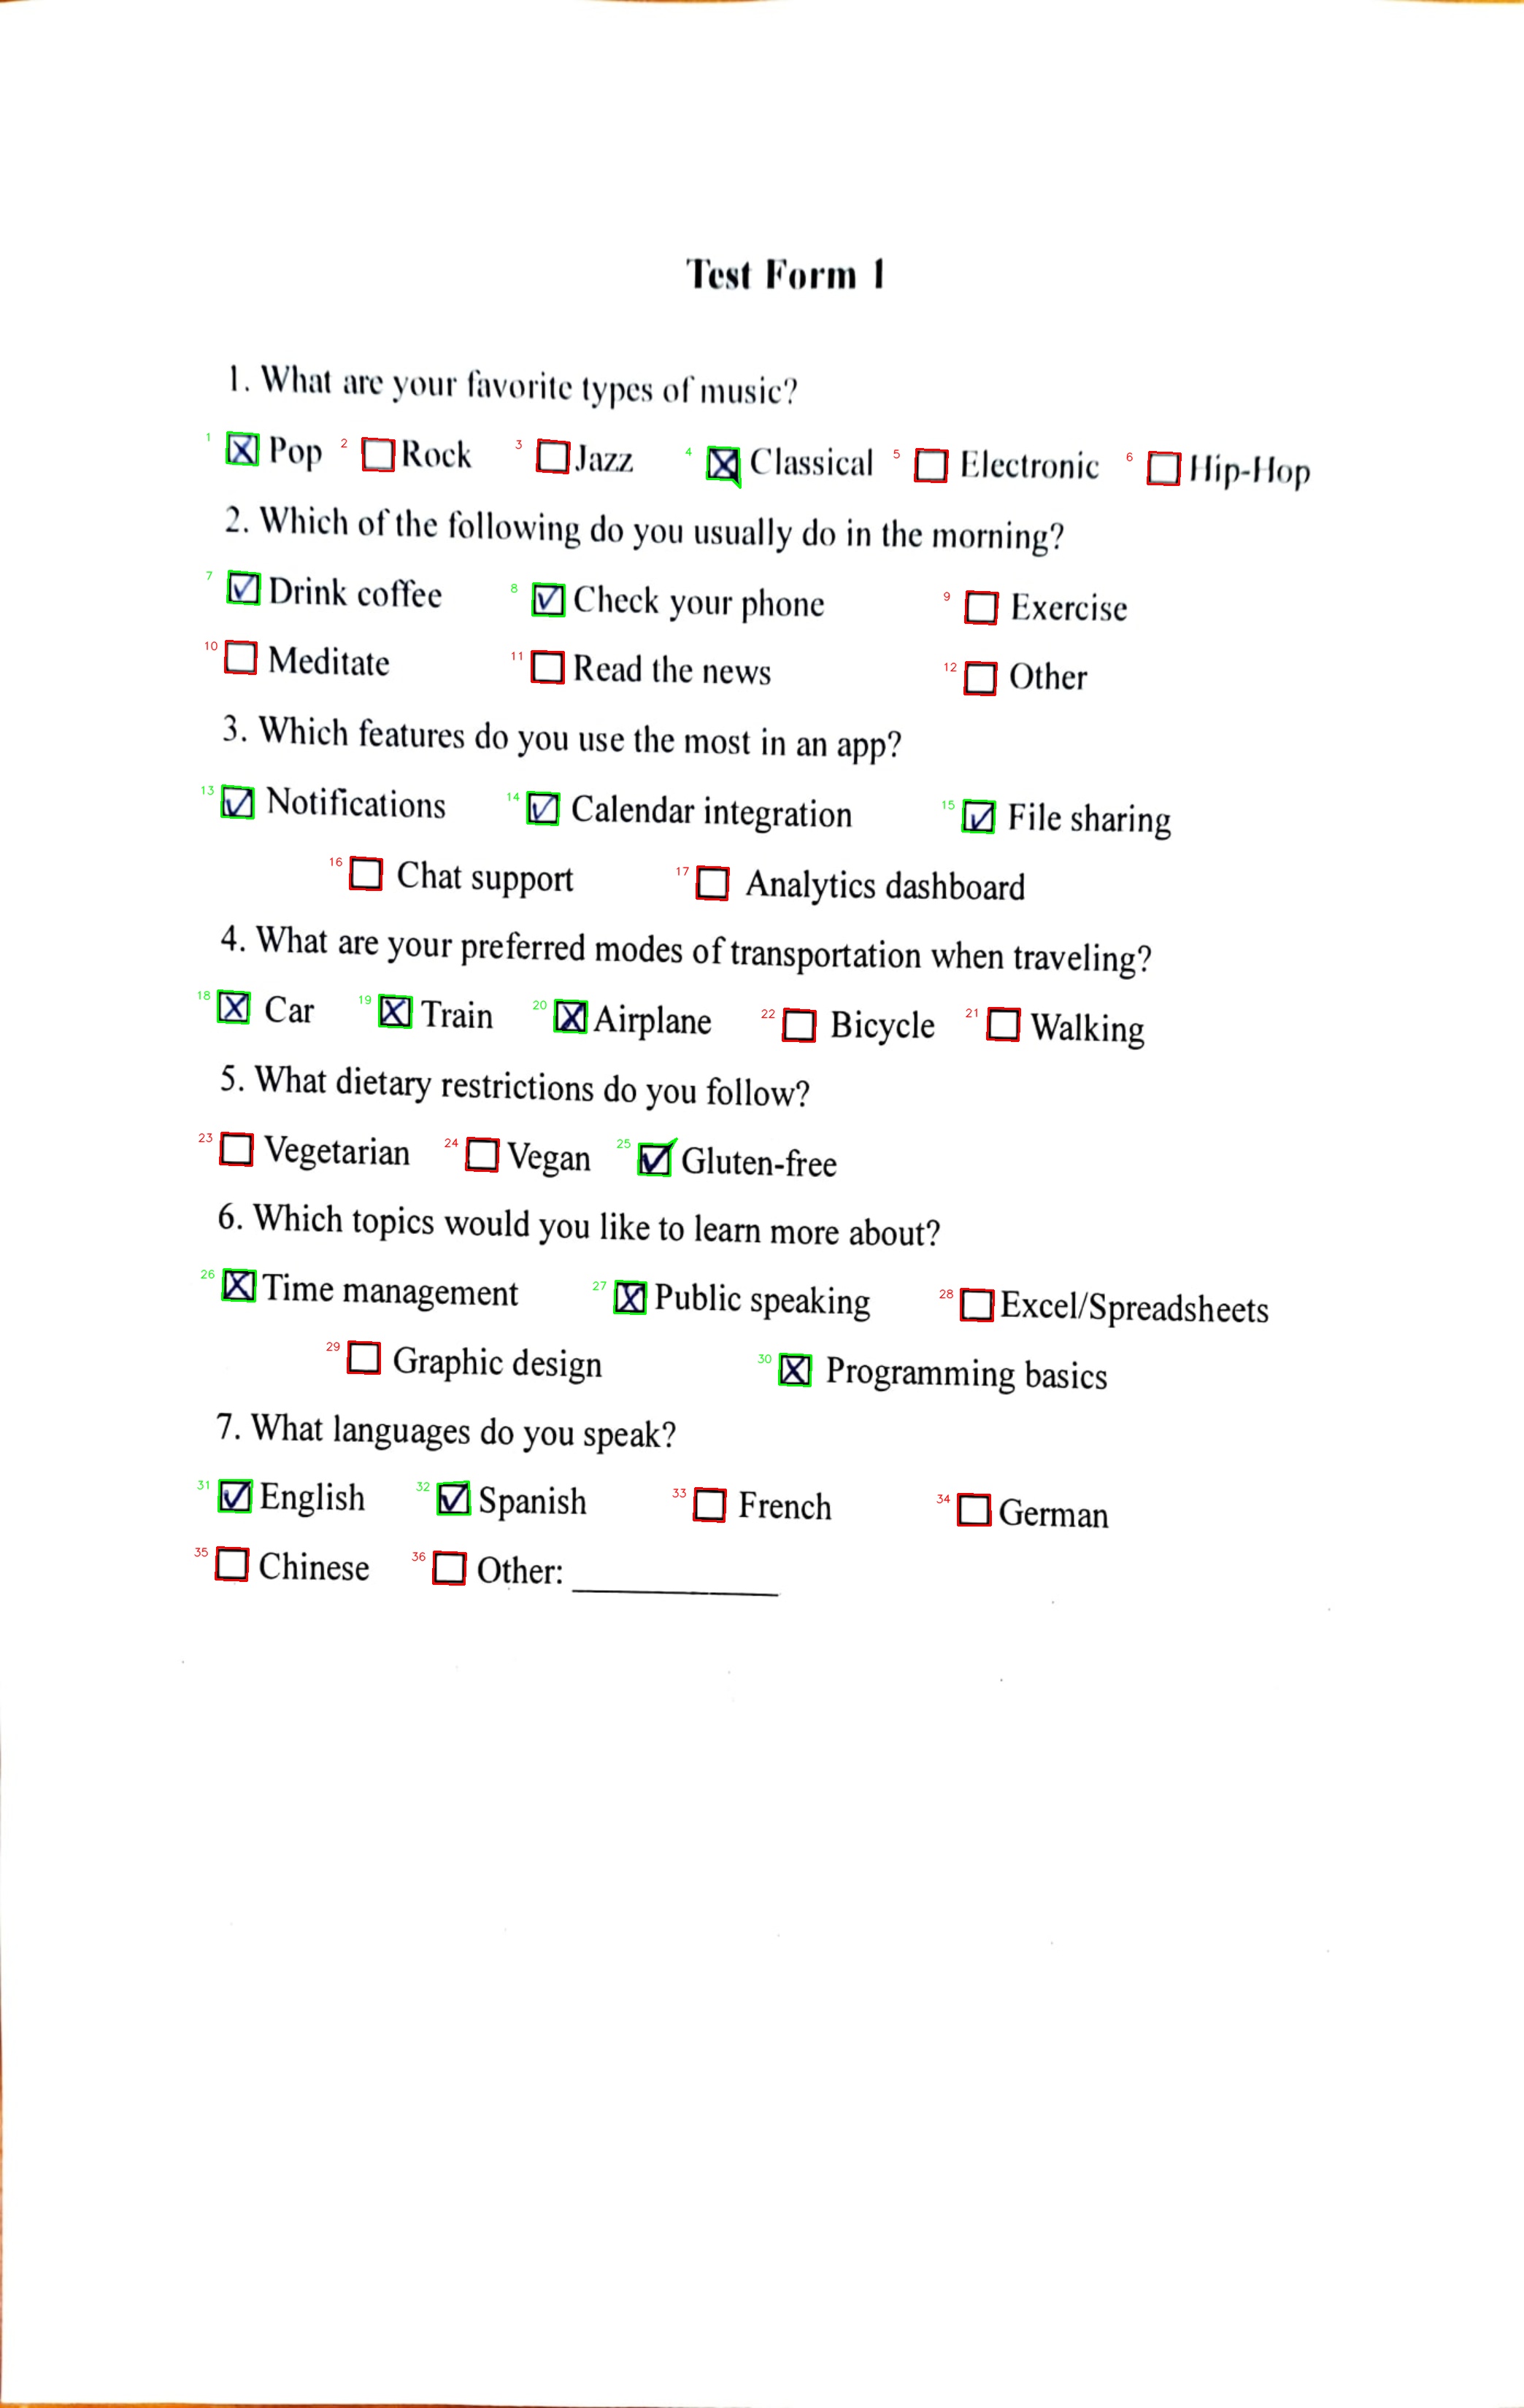 Test Form 1
1. What are your favorite types of music?
1 Pop 2 Rock 3 Jazz 4 Classical 5 Electronic 6 Hip-Hop
2. Which of the following do you usually do in the morning?
7 Drink coffee 8 Check your phone 9 Exercise
10 Meditate 11 Read the news 12 Other
3. Which features do you use the most in an app?
13 Notifications 14 Calendar integration 15 File sharing
16 Chat support 17 Analytics dashboard
4. What are your preferred modes of transportation when traveling?
18 Car 19 Train 20 Airplane 22 Bicycle 21 Walking
5. What dietary restrictions do you follow?
23 Vegetarian 24 Vegan 25 Gluten-free
6. Which topics would you like to learn more about?
26 Time management 27 Public speaking 28 Excel/Spreadsheets
29 Graphic design 30 Programming basics
7. What languages do you speak?
31 English 32 Spanish 33 French 34 German
35 Chinese 36 Other: ____________